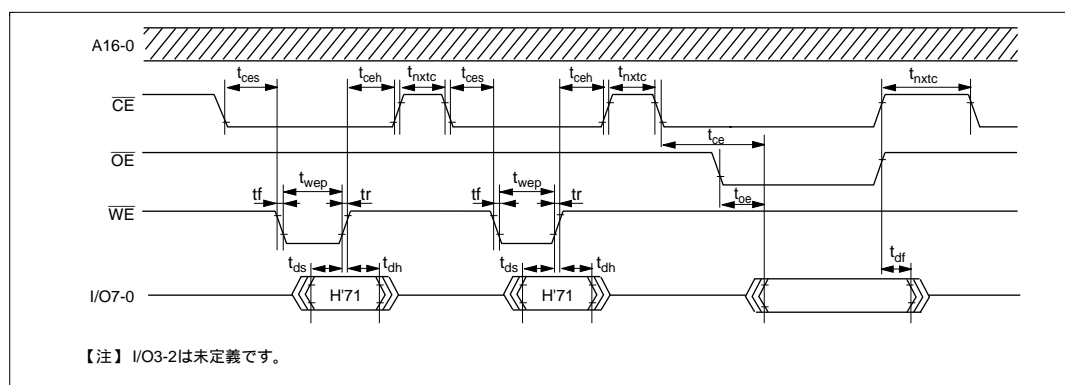 A16-0
tces tceh tnxtc tces tceh tnxtc tnxtc
CE
tce
OE
tf twep tr tf twep tr toe
WE
tds tdh tds tdh tdf
I/O7-0 H'71 H'71
【注】 I/O3-2は未定義です。